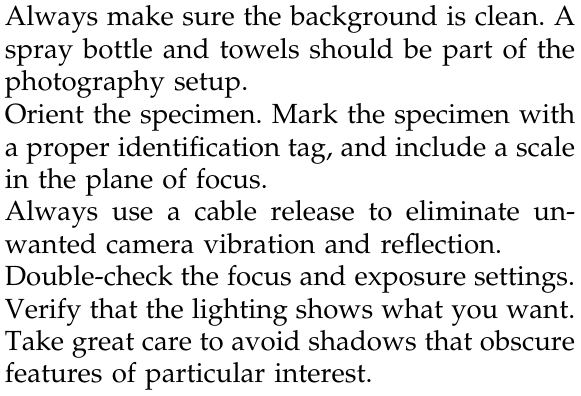 Always make sure the background is clean. A
spray bottle and towels should be part of the
photography setup.
Orient the specimen. Mark the specimen with
a proper identification tag, and include a scale
in the plane of focus.
Always use a cable release to eliminate un-
wanted camera vibration and reflection.
Double-check the focus and exposure settings.
Verify that the lighting shows what you want.
Take great care to avoid shadows that obscure
features of particular interest.